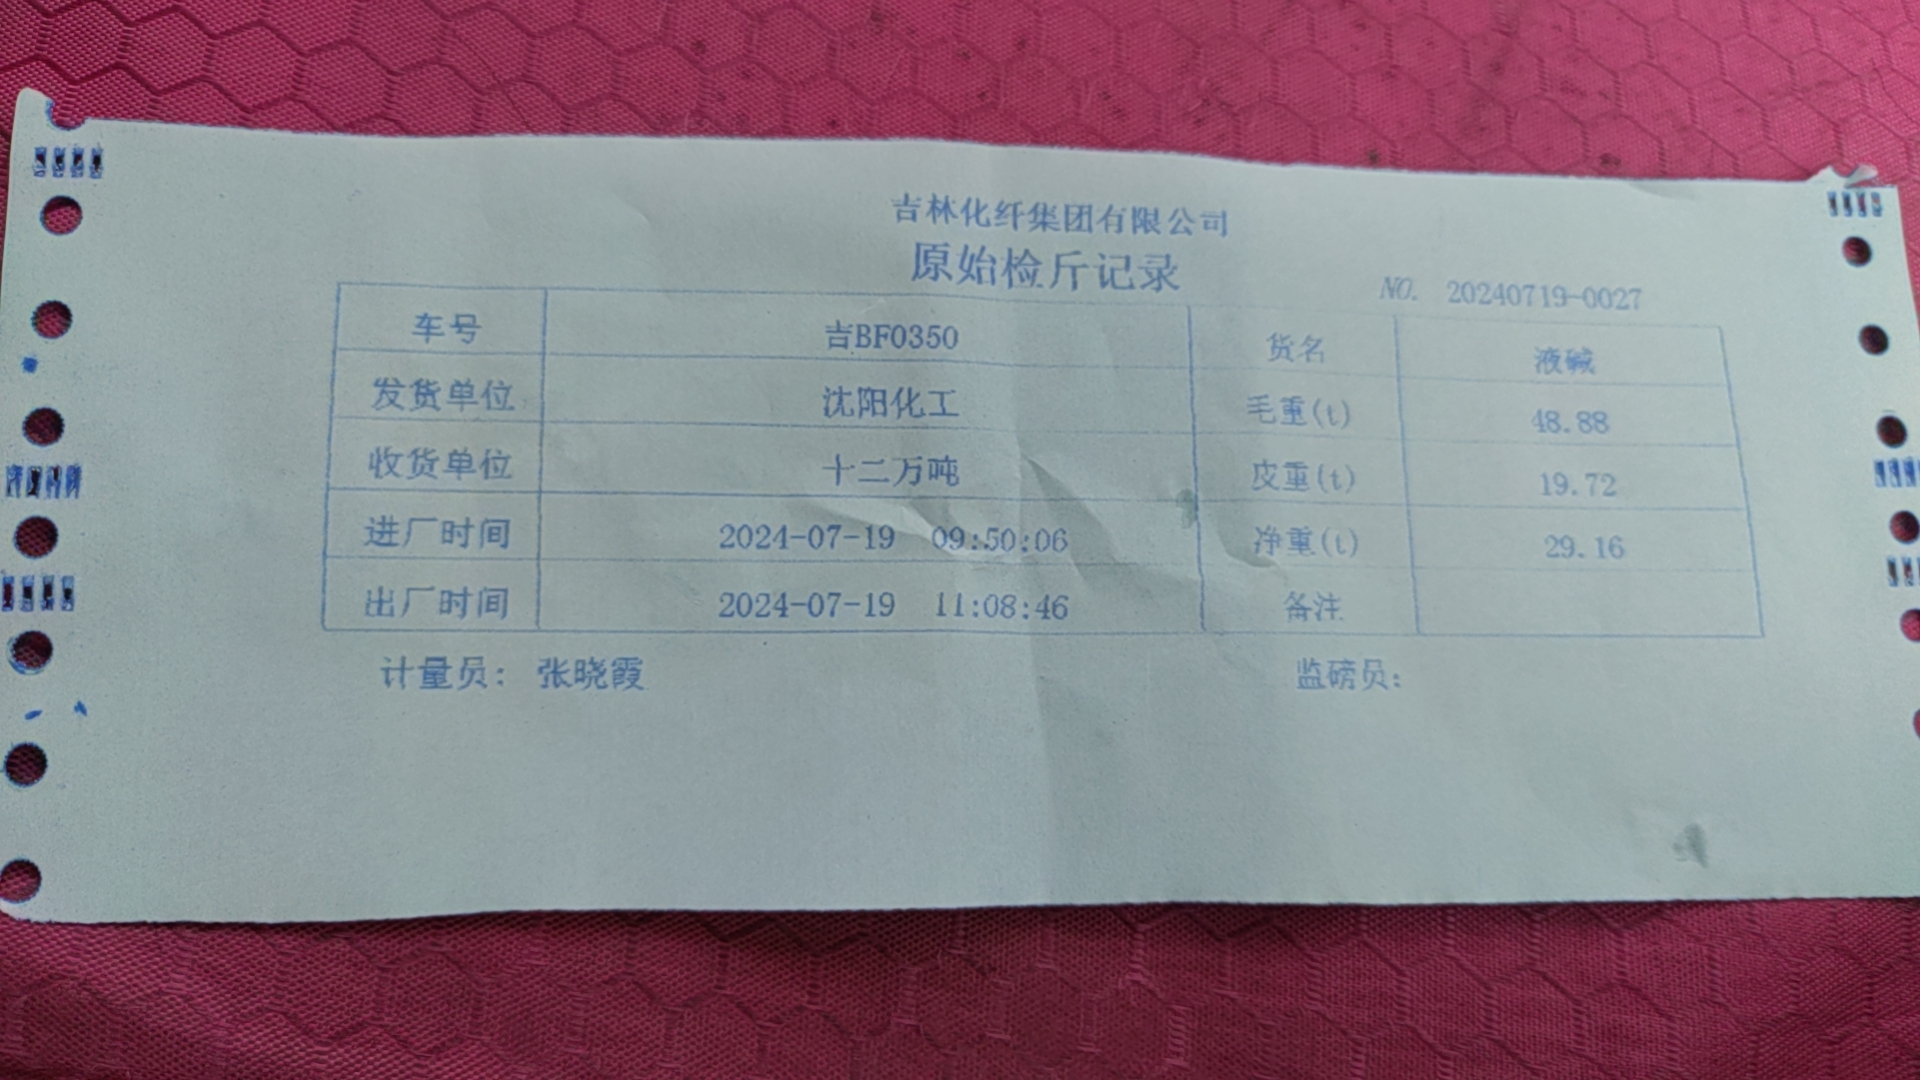 吉林化纤集团有限公司
原始检斤记录
NO. 20240719-0027
车号 吉BF0350 货名 液碱
发货单位 沈阳化工 毛重(t) 48.88
收货单位 十二万吨 皮重(t) 19.72
进厂时间 2024-07-19 09:50:06 净重(t) 29.16
出厂时间 2024-07-19 11:08:46 备注
计量员: 张晓霞 监磅员: